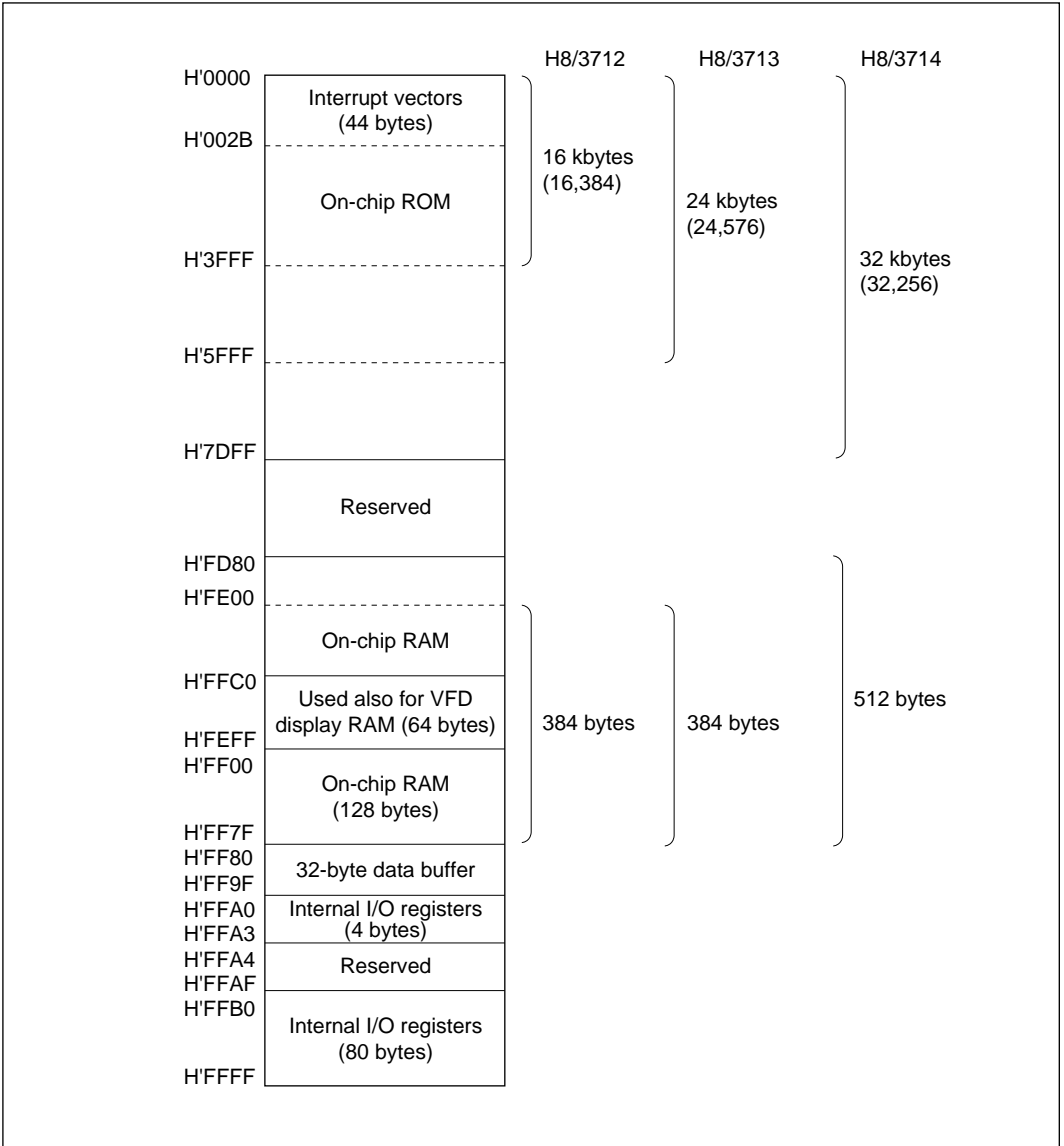 H8/3712 H8/3713 H8/3714
H'0000
Interrupt vectors
(44 bytes)
H'002B
16 kbytes
(16,384)
On-chip ROM
24 kbytes
(24,576)
H'3FFF
32 kbytes
(32,256)
H'5FFF
H'7DFF
Reserved
H'FD80
H'FE00
On-chip RAM
H'FFC0
Used also for VFD
display RAM (64 bytes)
512 bytes
384 bytes
384 bytes
H'FEFF
H'FF00
On-chip RAM
(128 bytes)
H'FF7F
H'FF80
32-byte data buffer
H'FF9F
H'FFA0
Internal I/O registers
(4 bytes)
H'FFA3
H'FFA4
Reserved
H'FFAF
H'FFB0
Internal I/O registers
(80 bytes)
H'FFFF